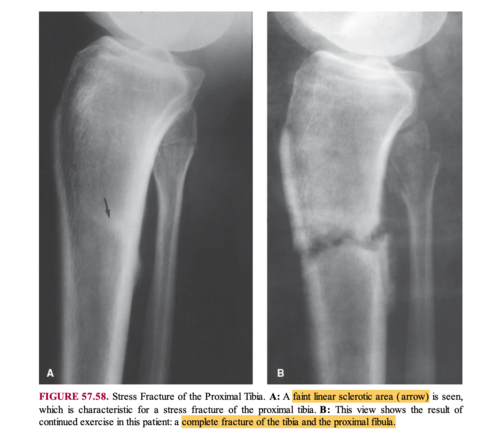 A
B
FIGURE 57.58. Stress Fracture of the Proximal Tibia. A: A faint linear sclerotic area (arrow) is seen,
which is characteristic for a stress fracture of the proximal tibia. B: This view shows the result of
continued exercise in this patient: a complete fracture of the tibia and the proximal fibula.